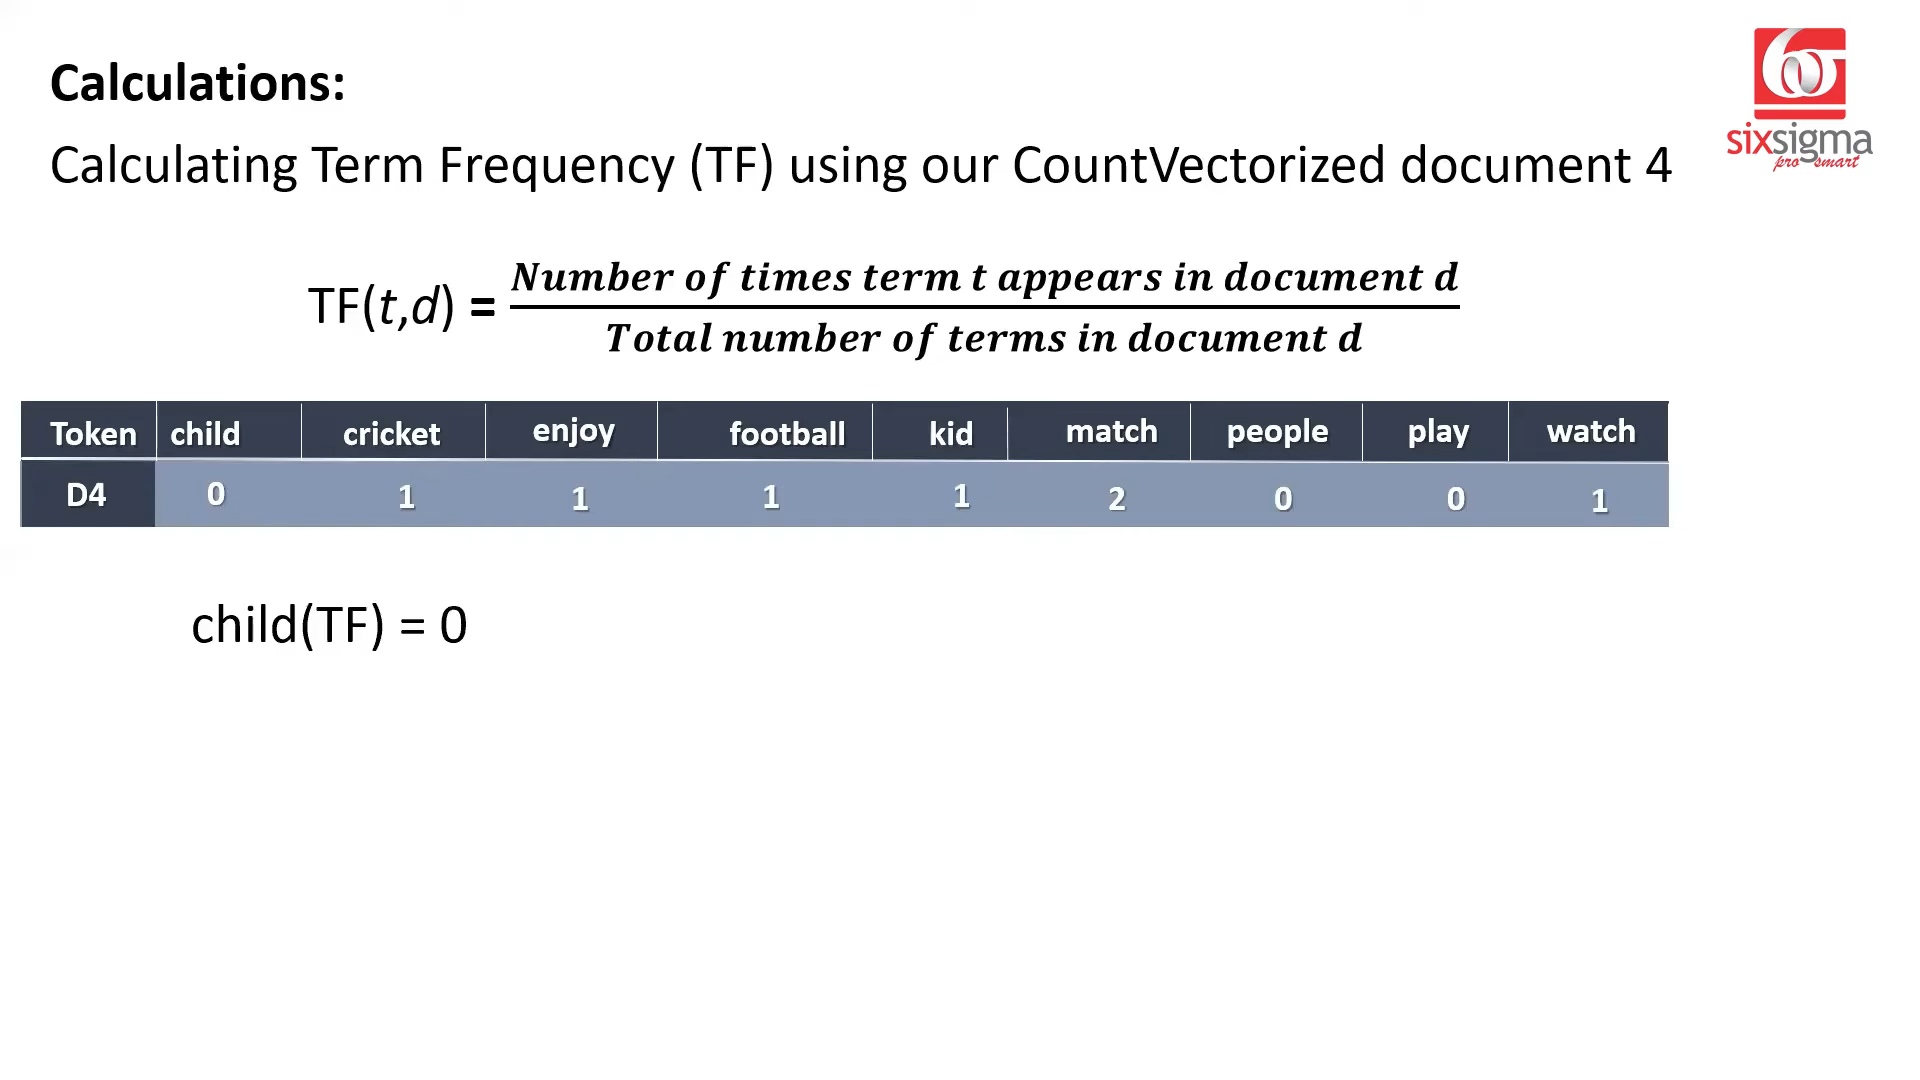 Calculations:
sixsigma
pro smart
Calculating Term Frequency (TF) using our CountVectorized document 4
TF(t,d) = Number of times term t appears in document d
Total number of terms in document d
Token child cricket enjoy football kid match people play watch
D4 0 1 1 1 1 2 0 0 1
child(TF) = 0